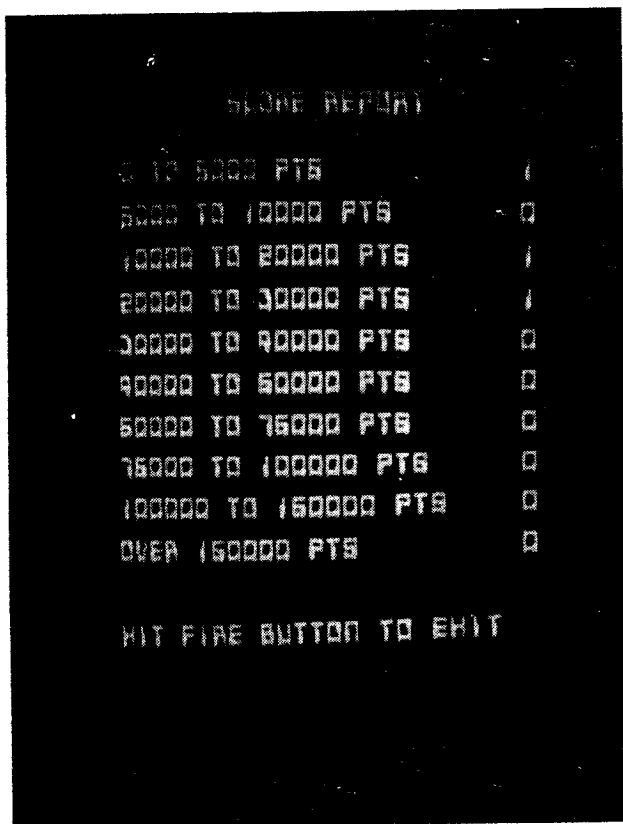 SCORE REPORT
0 TO 5000 PTS 1
5000 TO 10000 PTS 0
10000 TO 20000 PTS 1
20000 TO 30000 PTS 1
30000 TO 40000 PTS 0
40000 TO 50000 PTS 0
50000 TO 75000 PTS 0
75000 TO 100000 PTS 0
100000 TO 150000 PTS 0
OVER 150000 PTS 0
HIT FIRE BUTTON TO EXIT